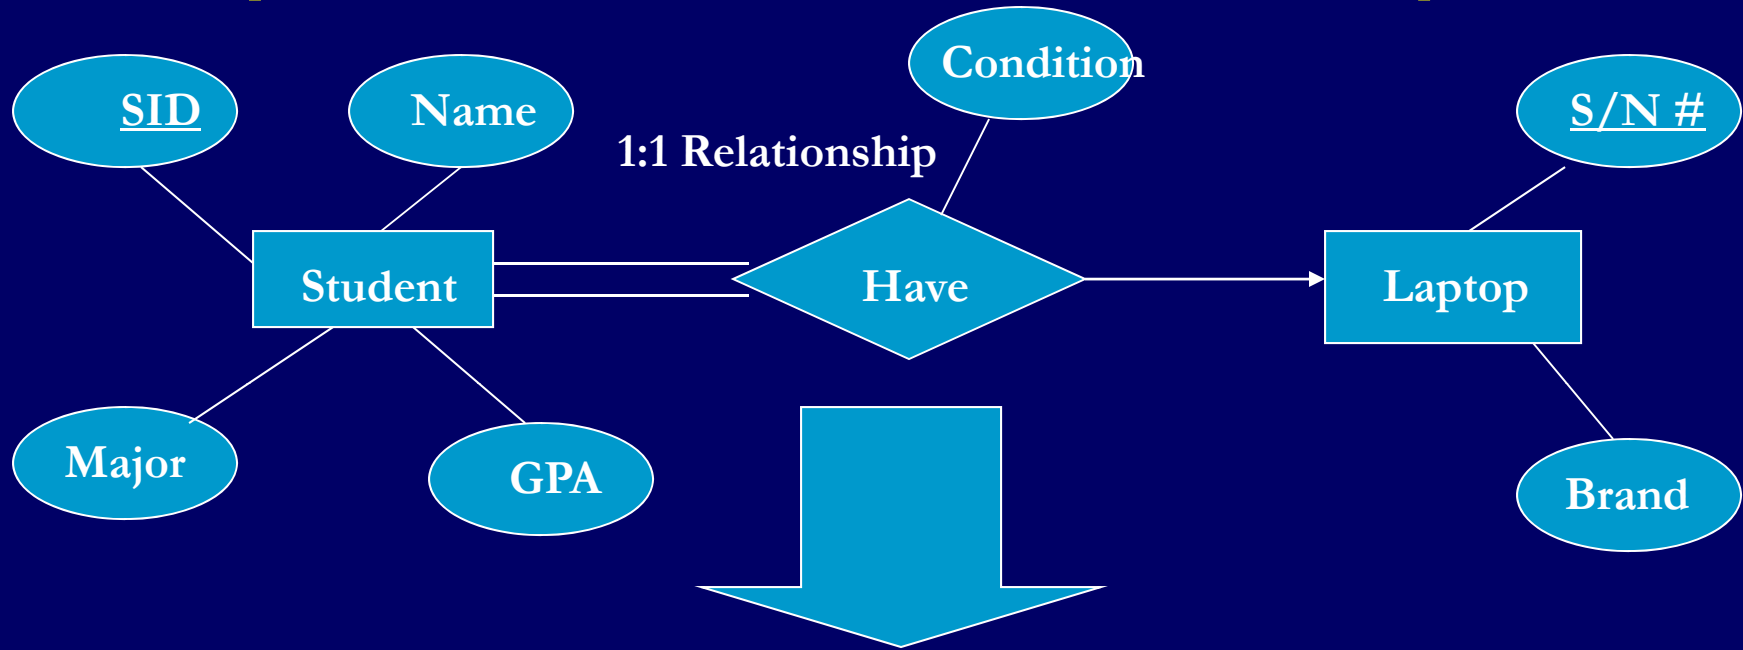 Condition
SID
Name
S/N #
1:1 Relationship
Student
Have
Laptop
Major
GPA
Brand